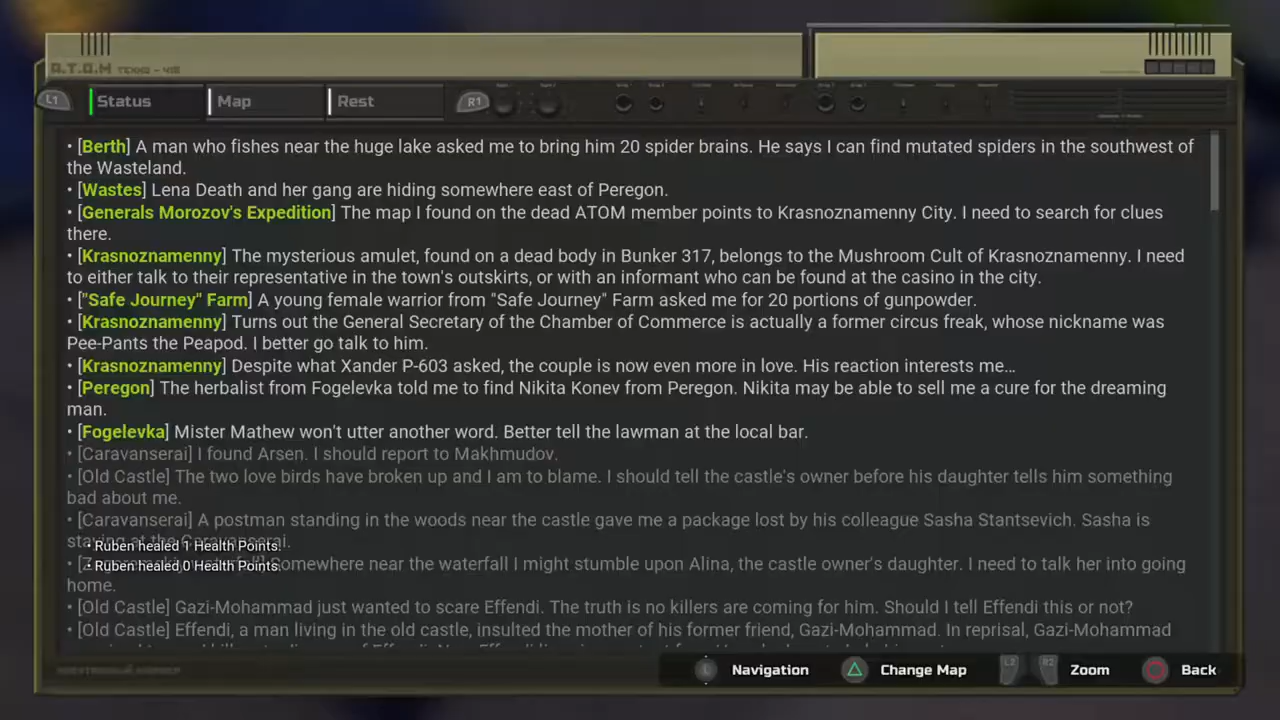 A.T.O.M
L1 Status Map Rest R1
• [Berth] A man who fishes near the huge lake asked me to bring him 20 spider brains. He says I can find mutated spiders in the southwest of
the Wasteland.
• [Wastes] Lena Death and her gang are hiding somewhere east of Peregon.
• [Generals Morozov's Expedition] The map I found on the dead ATOM member points to Krasnoznamenny City. I need to search for clues
there.
• [Krasnoznamenny] The mysterious amulet, found on a dead body in Bunker 317, belongs to the Mushroom Cult of Krasnoznamenny. I need
to either talk to their representative in the town's outskirts, or with an informant who can be found at the casino in the city.
• ["Safe Journey" Farm] A young female warrior from "Safe Journey" Farm asked me for 20 portions of gunpowder.
• [Krasnoznamenny] Turns out the General Secretary of the Chamber of Commerce is actually a former circus freak, whose nickname was
Pee-Pants the Peapod. I better go talk to him.
• [Krasnoznamenny] Despite what Xander P-603 asked, the couple is now even more in love. His reaction interests me...
• [Peregon] The herbalist from Fogelevka told me to find Nikita Konev from Peregon. Nikita may be able to sell me a cure for the dreaming
man.
• [Fogelevka] Mister Mathew won't utter another word. Better tell the lawman at the local bar.
• [Caravanserai] I found Arsen. I should report to Makhmudov.
• [Old Castle] The two love birds have broken up and I am to blame. I should tell the castle's owner before his daughter tells him something
bad about me.
• [Caravanserai] A postman standing in the woods near the castle gave me a package lost by his colleague Sasha Stantsevich. Sasha is
staying at the Caravanserai.
• Ruben healed 1 Health Points.
Somewhere near the waterfall I might stumble upon Alina, the castle owner's daughter. I need to talk her into going
• Ruben healed 0 Health Points.
home.
• [Old Castle] Gazi-Mohammad just wanted to scare Effendi. The truth is no killers are coming for him. Should I tell Effendi this or not?
• [Old Castle] Effendi, a man living in the old castle, insulted the mother of his former friend, Gazi-Mohammad. In reprisal, Gazi-Mohammad
L Navigation Change Map L2 R2 Zoom Back